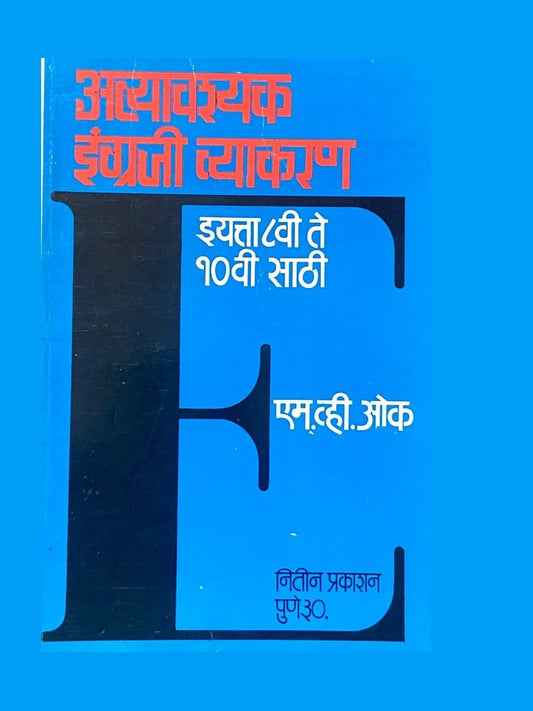 अत्यावश्यक
इंग्रजी व्याकरण
E
इयत्ता ८वी ते
१०वी साठी
एम.व्ही.ओक
नितीन प्रकाशन
पुणे ३०.